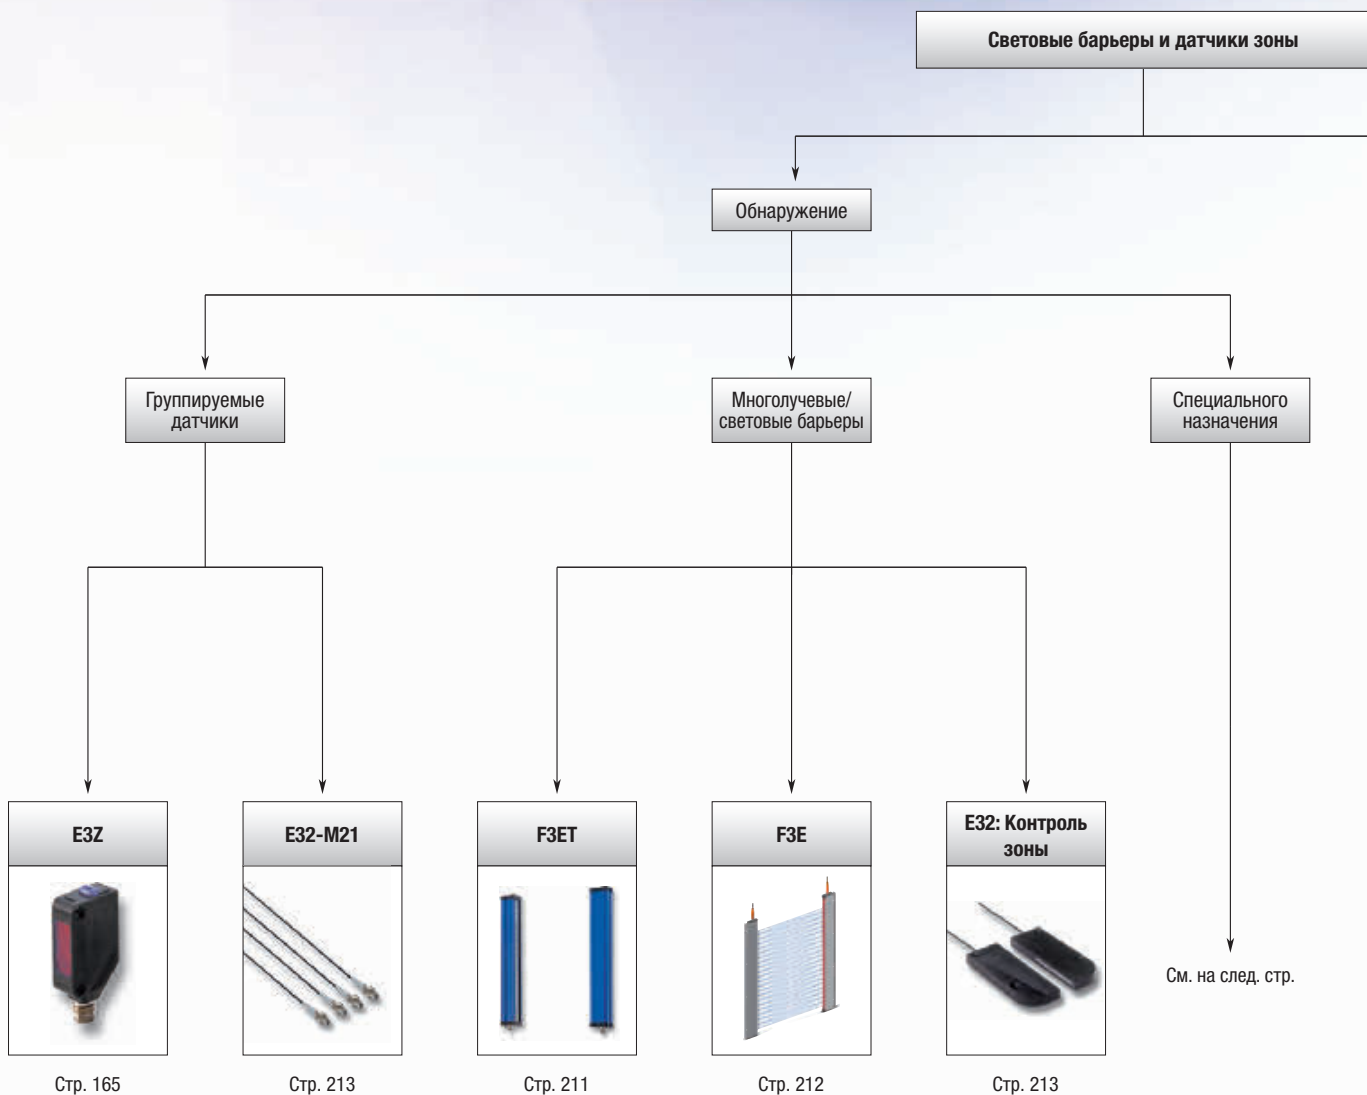 Световые барьеры и датчики зоны
Обнаружение
Группируемые
датчики
Многолучевые/
световые барьеры
Специального
назначения
E3Z
E32-M21
F3ET
F3E
E32: Контроль
зоны
См. на след. стр.
Стр. 165
Стр. 213
Стр. 211
Стр. 212
Стр. 213